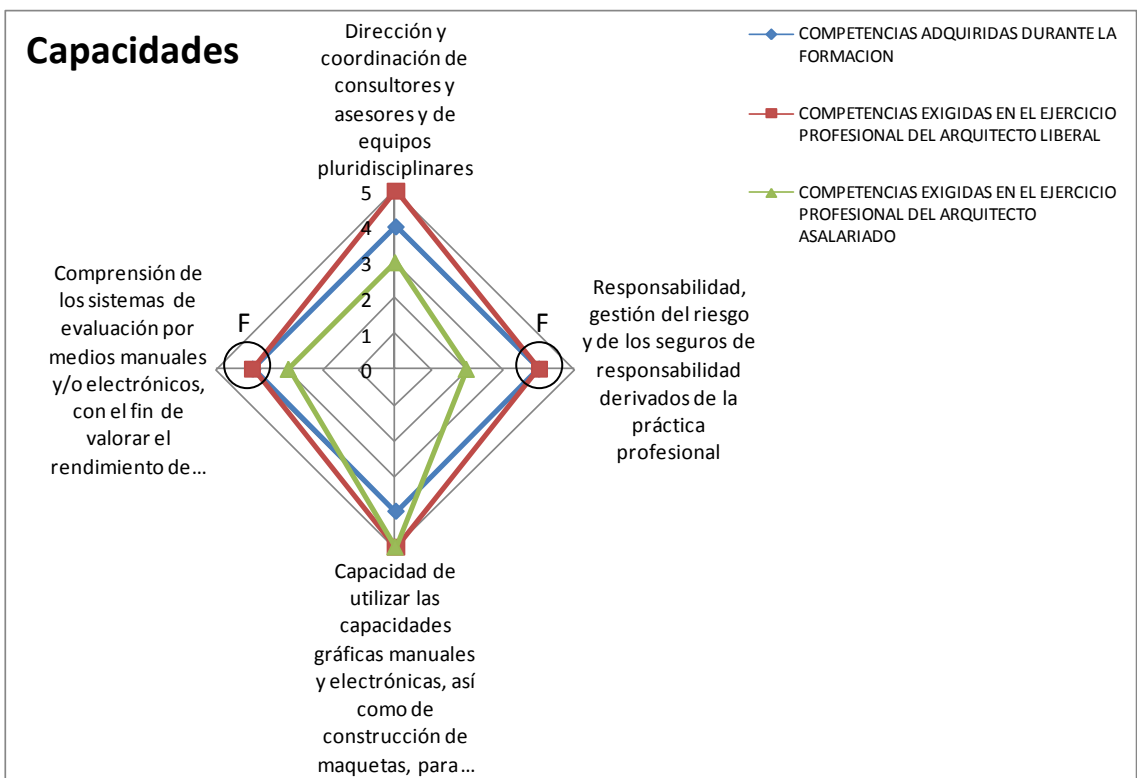 Capacidades
Dirección y
coordinación de
consultores y
asesores y de
equipos
pluridisciplinares
COMPETENCIAS ADQUIRIDAS DURANTE LA
FORMACION
COMPETENCIAS EXIGIDAS EN EL EJERCICIO
PROFESIONAL DEL ARQUITECTO LIBERAL
COMPETENCIAS EXIGIDAS EN EL EJERCICIO
PROFESIONAL DEL ARQUITECTO
ASALARIADO
5
4
3
2
1
0
Comprensión de
los sistemas de
evaluación por
medios manuales
y/o electrónicos,
con el fin de
valorar el
rendimiento de...
F
F
Responsabilidad,
gestión del riesgo
y de los seguros de
responsabilidad
derivados de la
práctica
profesional
Capacidad de
utilizar las
capacidades
gráficas manuales
y electrónicas, así
como de
construcción de
maquetas, para...